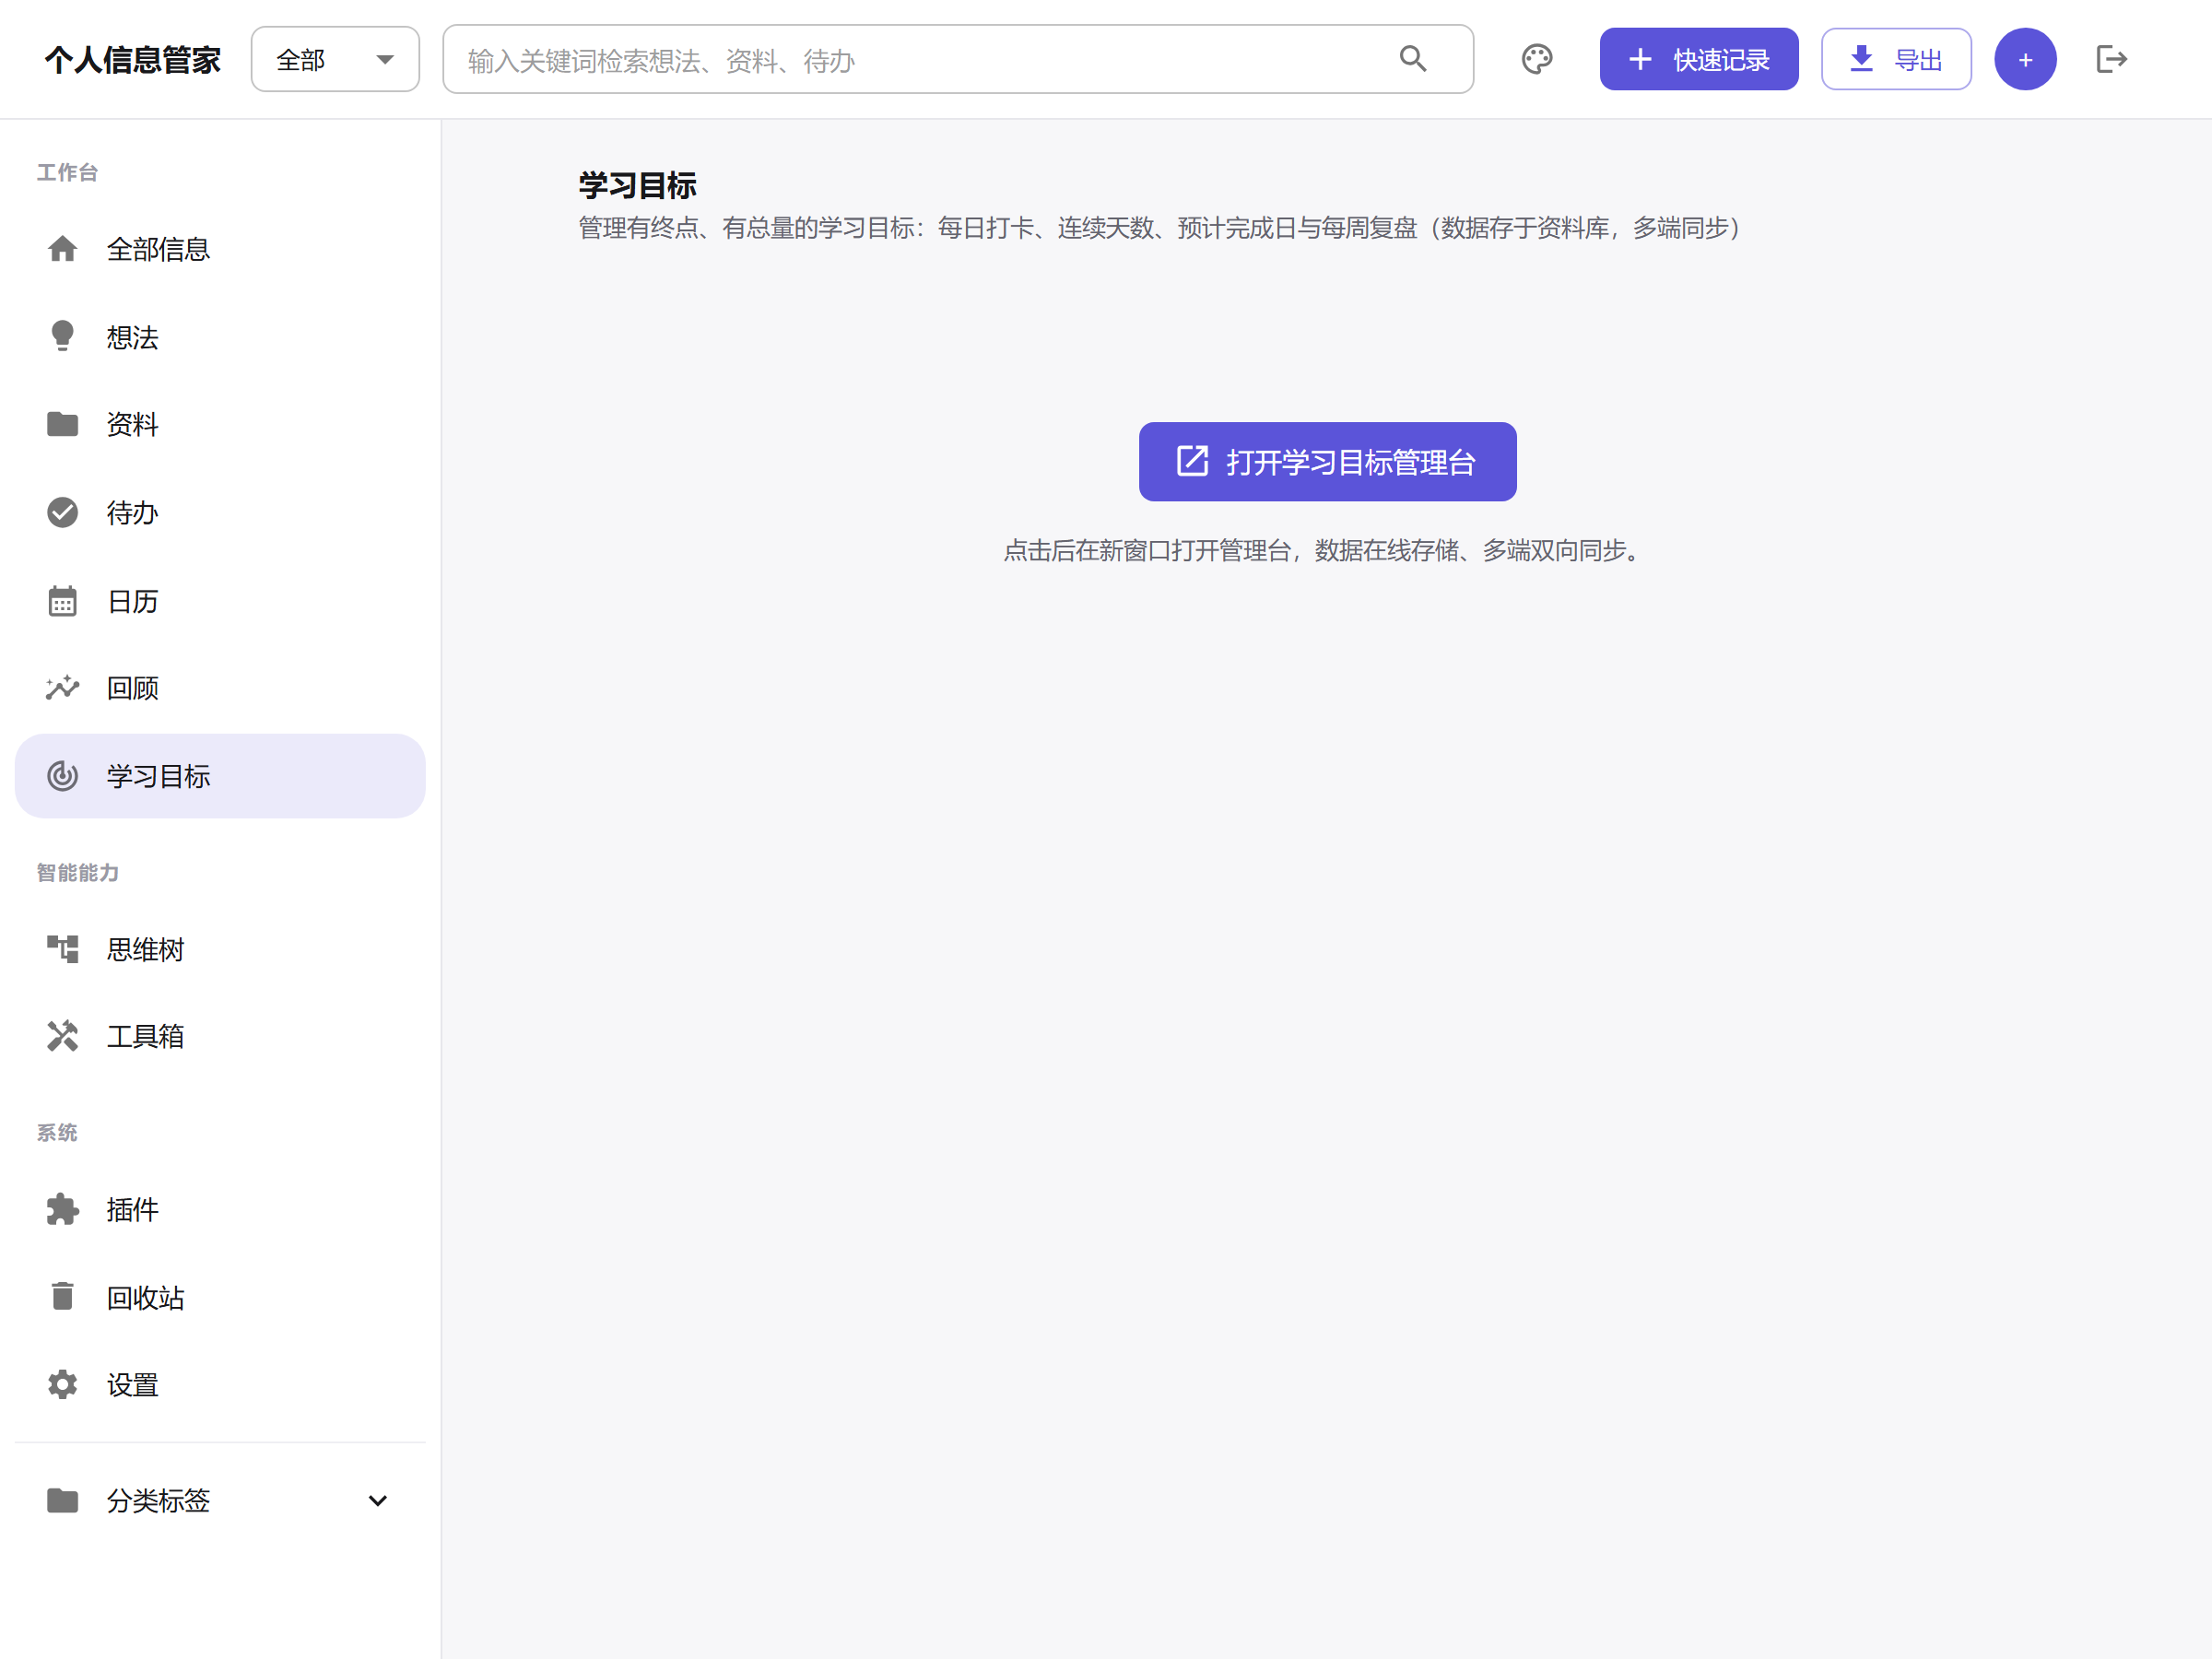 个人信息管家
全部
输入关键词检索想法、资料、待办
快速记录
导出
+
工作台
全部信息
想法
资料
待办
日历
回顾
学习目标
智能能力
思维树
工具箱
系统
插件
回收站
设置
分类标签
学习目标
管理有终点、有总量的学习目标：每日打卡、连续天数、预计完成日与每周复盘（数据存于资料库，多端同步）
打开学习目标管理台
点击后在新窗口打开管理台，数据在线存储、多端双向同步。